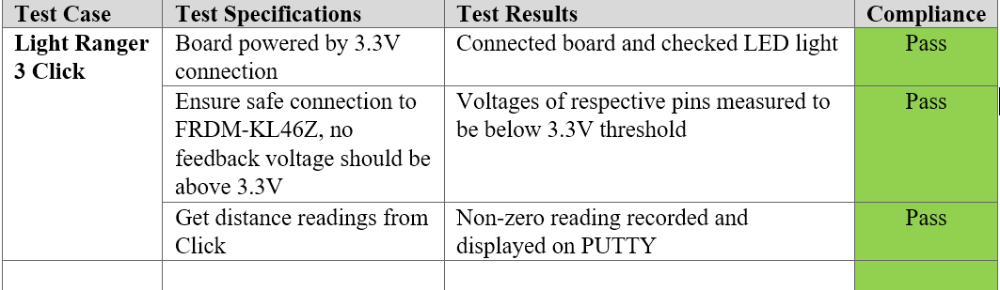 Test Case Test Specifications Test Results Compliance
Light Ranger Board powered by 3.3V Connected board and checked LED light Pass
3 Click connection
Ensure safe connection to Voltages of respective pins measured to Pass
FRDM-KL46Z, no be below 3.3V threshold
feedback voltage should be
above 3.3V
Get distance readings from Non-zero reading recorded and Pass
Click displayed on PUTTY